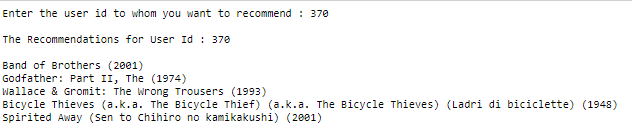 Enter the user id to whom you want to recommend : 370
The Recommendations for User Id : 370
Band of Brothers (2001)
Godfather: Part II, The (1974)
Wallace & Gromit: The Wrong Trousers (1993)
Bicycle Thieves (a.k.a. The Bicycle Thief) (a.k.a. The Bicycle Thieves) (Ladri di biciclette) (1948)
Spirited Away (Sen to Chihiro no kamikakushi) (2001)